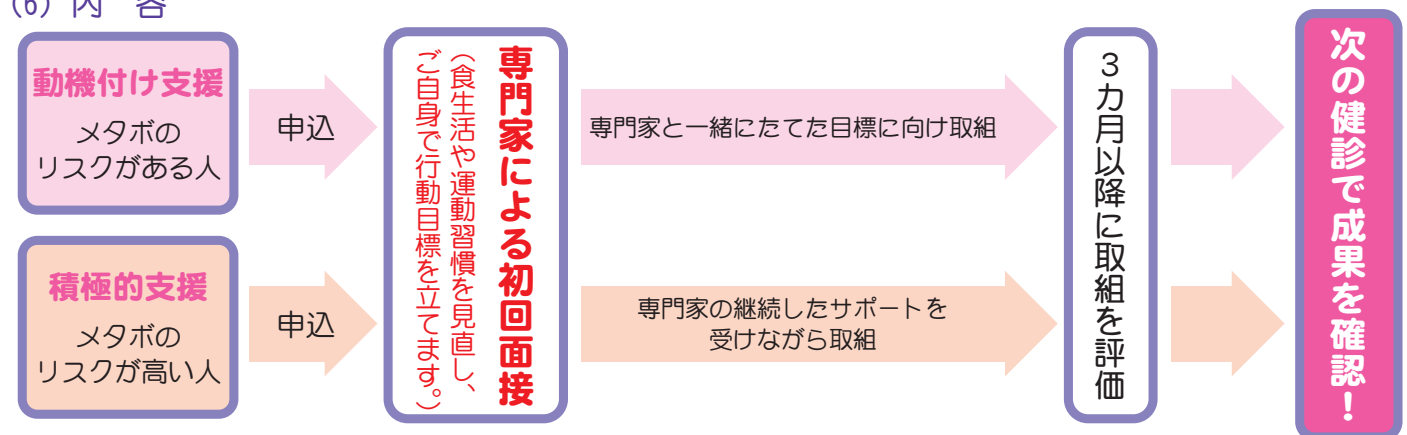 (6) 内　容
動機付け支援
メタボの
リスクがある人
申込
積極的支援
メタボの
リスクが高い人
申込
専門家による初回面接
（食生活や運動習慣を見直し、
ご自身で行動目標を立てます。）
専門家と一緒にたてた目標に向け取組
専門家の継続したサポートを
受けながら取組
３カ月以降に取組を評価
次の健診で成果を確認！